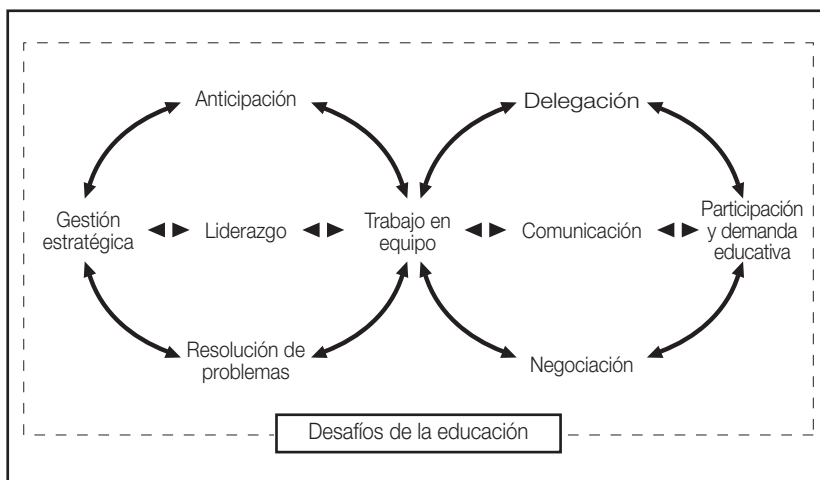 Anticipación
Delegación
Gestión
estratégica
Liderazgo
Trabajo en
equipo
Comunicación
Participación
y demanda
educativa
Resolución de
problemas
Negociación
Desafíos de la educación